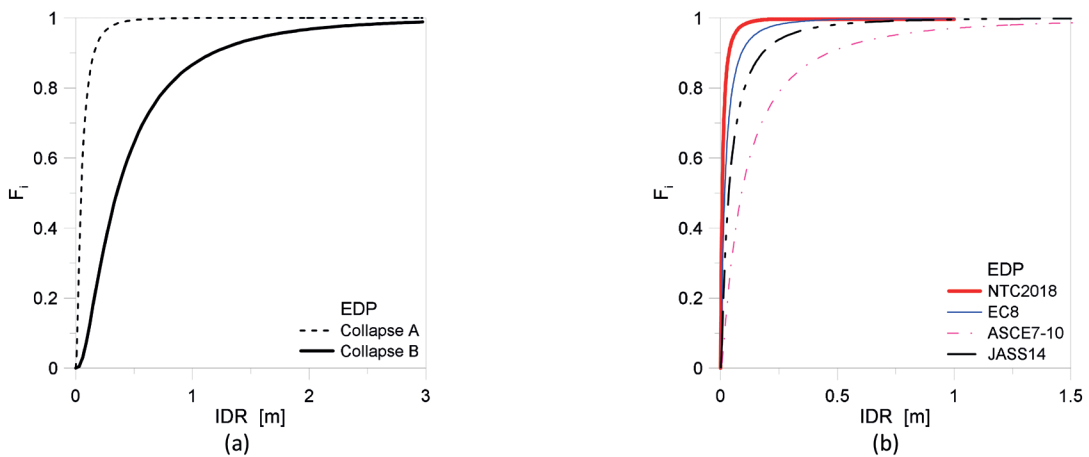 1
0.8
0.6
0.4
0.2
0
F i
EDP
Collapse A
Collapse B
0 1 2 3
IDR [m]
(a)
1
0.8
0.6
0.4
0.2
0
F i
EDP
NTC2018
EC8
ASCE7-10
JASS14
0 0.5 1 1.5
IDR [m]
(b)